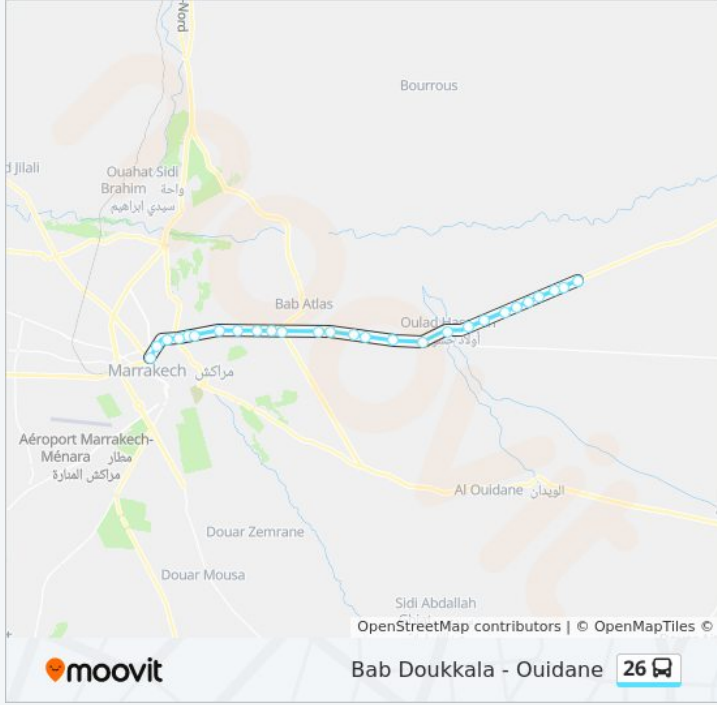 -Nord
Bourrous
d Jilali
Ouahat Sidi
Brahim واحة
سيدي ابراهيم
Bab Atlas
Oulad
أولاد
Marrakech مراكش
Aéroport Marrakech-
Ménara مطار
مراكش المنارة
Al Ouidane الويدان
Douar Zemrane
Douar Mousa
Sidi Abdallah
OpenStreetMap contributors | © OpenMapTiles ©
moovit
Bab Doukkala - Ouidane 26